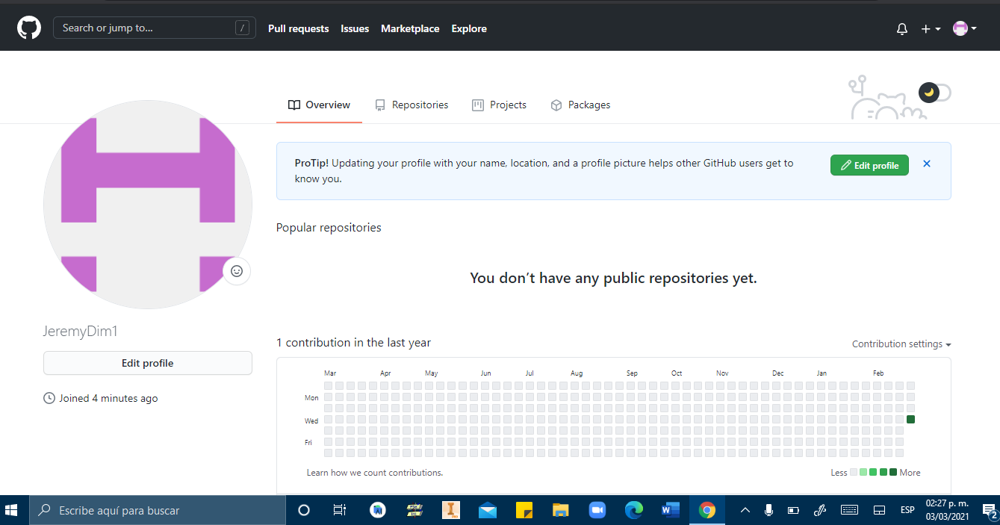 Search or jump to... /
Pull requests
Issues
Marketplace
Explore
Overview
Repositories
Projects
Packages
ProTip! Updating your profile with your name, location, and a profile picture helps other GitHub users get to
know you.
Edit profile
Popular repositories
You don’t have any public repositories yet.
JeremyDim1
Edit profile
Joined 4 minutes ago
1 contribution in the last year
Contribution settings
Mar Apr May Jun Jul Aug Sep Oct Nov Dec Jan Feb
Mon
Wed
Fri
Learn how we count contributions.
Less More
Escribe aquí para buscar
ESP
02:27 p. m.
03/03/2021
2